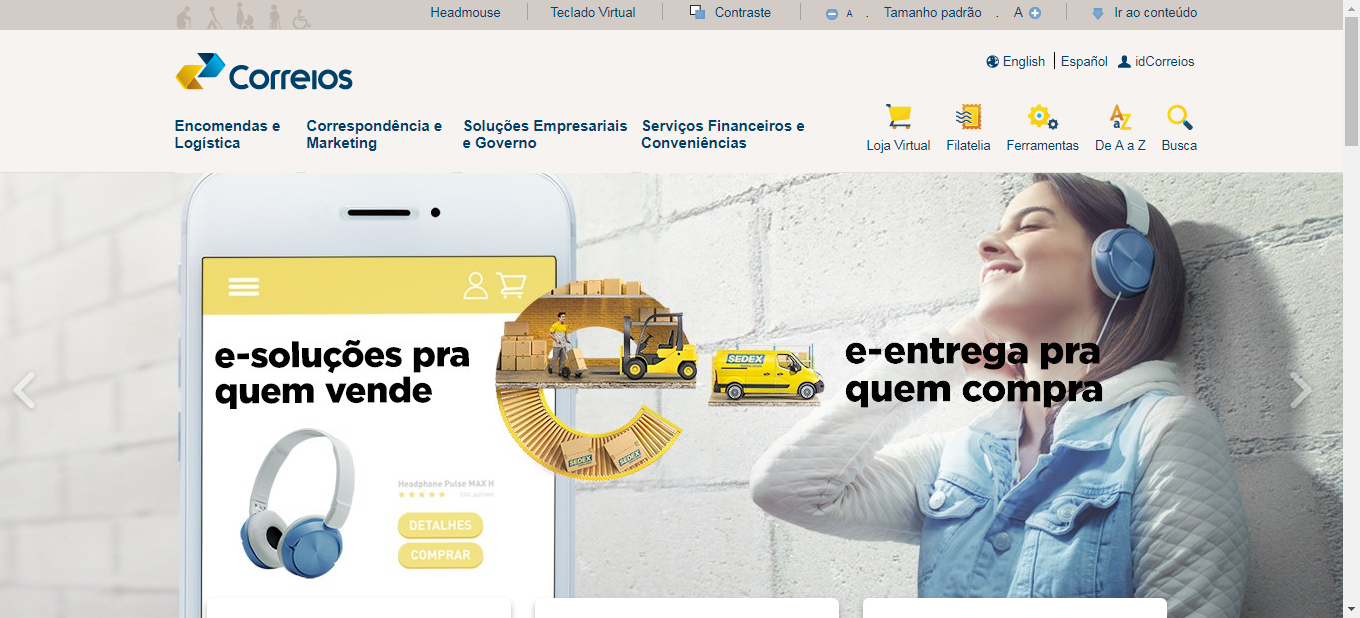 Headmouse
Teclado Virtual
Contraste
A . Tamanho padrão . A
Ir ao conteúdo
Correios
English
Español
idCorreios
Encomendas e
Logística
Correspondência e
Marketing
Soluções Empresariais
e Governo
Serviços Financeiros e
Conveniências
Loja Virtual
Filatelia
Ferramentas
De A a Z
Busca
e-soluções pra
quem vende
SEDEX
e-entrega pra
quem compra
SEDEX
SEDEX
Headphone Pulse MAX H
DETALHES
COMPRAR